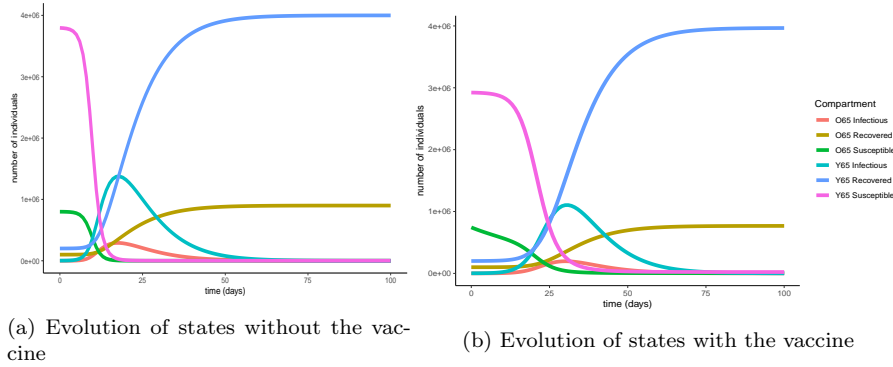 4e+06
3e+06
2e+06
1e+06
0e+00
number of individuals
0
25
50
75
100
time (days)
(a) Evolution of states without the vac-
cine
4e+06
3e+06
2e+06
1e+06
0e+00
number of individuals
0
25
50
75
100
time (days)
(b) Evolution of states with the vaccine
Compartment
O65 Infectious
O65 Recovered
O65 Susceptible
Y65 Infectious
Y65 Recovered
Y65 Susceptible